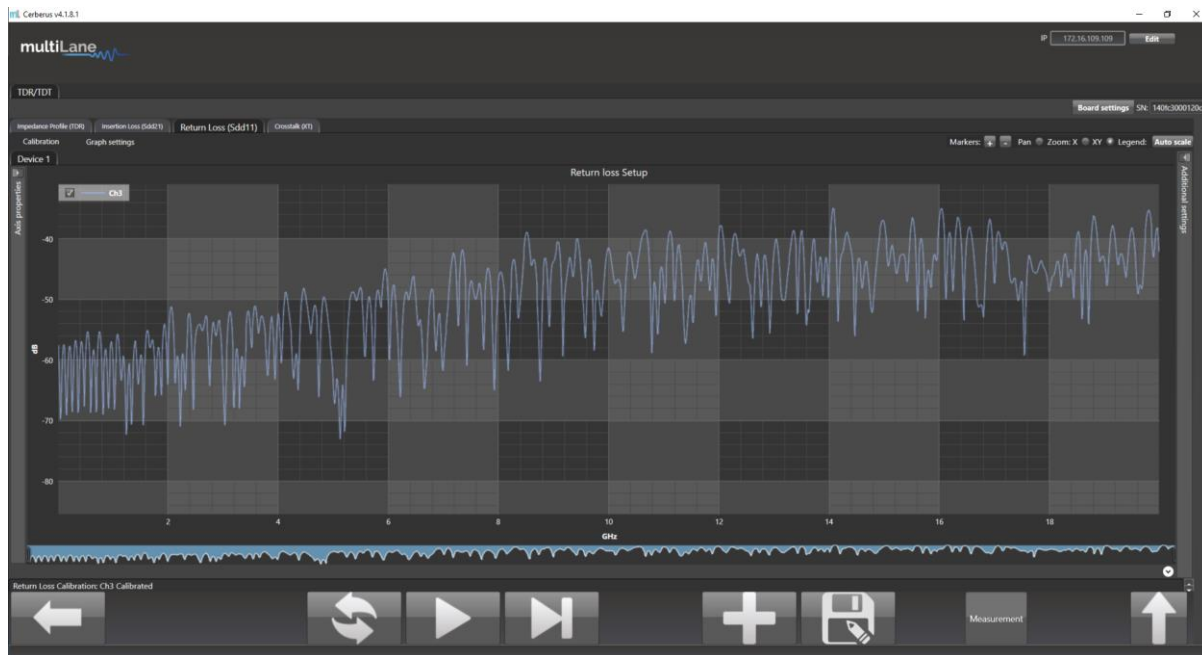 mL Cerberus v4.1.8.1
multiLane
IP 172.16.109.109 Edit
TDR/TDT
Board settings SN: 140fc3000120c
Impedance Profile (TDR) Insertion Loss (Sdd21) Return Loss (Sdd11) Crosstalk (XT)
Calibration Graph settings Markers: + - Pan Zoom: X XY Legend: Auto scale
Device 1
Return loss Setup
Axis properties
Additional settings
Ch3
-40
-50
dB
-60
-70
-80
2 4 6 8 10 12 14 16 18
GHz
Return Loss Calibration: Ch3 Calibrated
Measurement